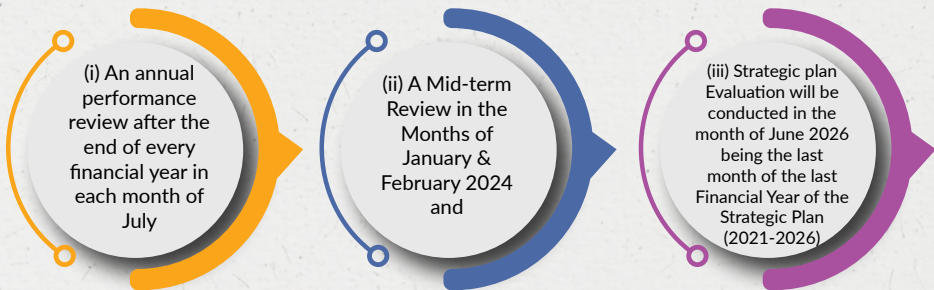 (i) An annual
performance
review after the
end of every
financial year in
each month of
July
(ii) A Mid-term
Review in the
Months of
January &
February 2024
and
(iii) Strategic plan
Evaluation will be
conducted in the
month of June 2026
being the last
month of the last
Financial Year of the
Strategic Plan
(2021-2026)